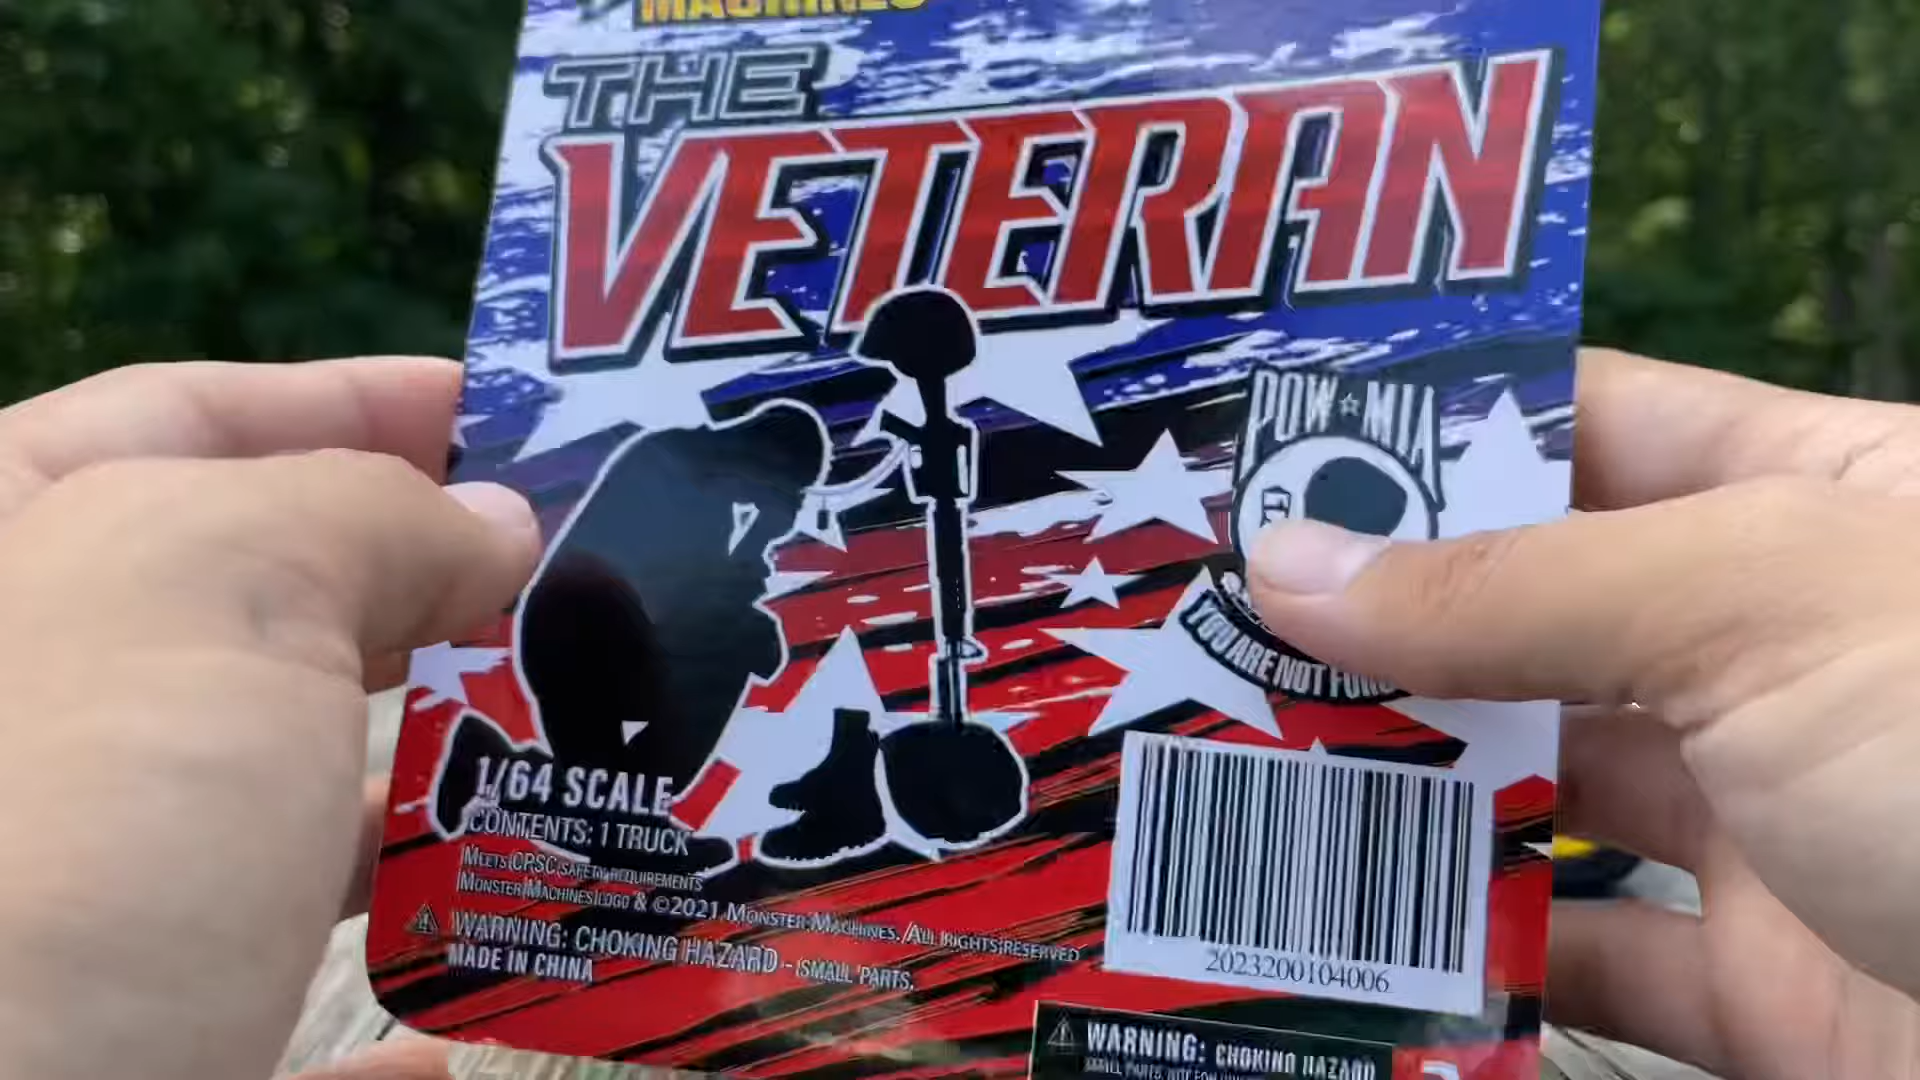 MACHINES
THE
VETERAN
POW ☆ MIA
YOU ARE NOT
1/64 SCALE
CONTENTS: 1 TRUCK
MEETS CPSC SAFETY REQUIREMENTS
MONSTER MACHINES LOGO & ©2021 MONSTER MACHINES. ALL RIGHTS RESERVED
WARNING: CHOKING HAZARD - SMALL PARTS.
MADE IN CHINA
2023200104006
WARNING: CHOKING HAZARD